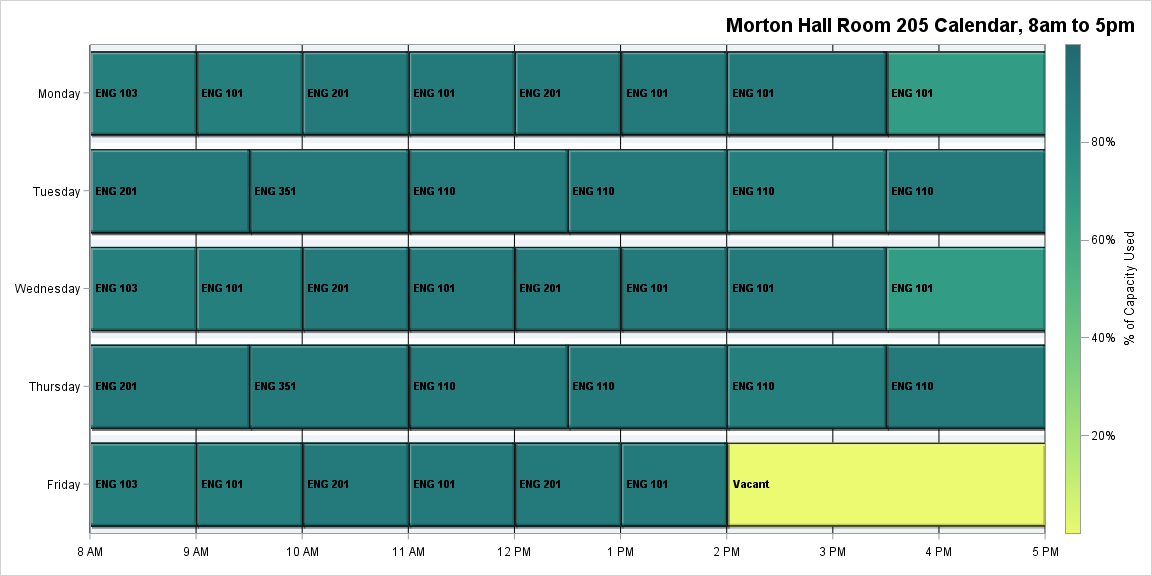 Morton Hall Room 205 Calendar, 8am to 5pm
Monday ENG 103 ENG 101 ENG 201 ENG 101 ENG 201 ENG 101 ENG 101 ENG 101
Tuesday ENG 201 ENG 351 ENG 110 ENG 110 ENG 110 ENG 110
Wednesday ENG 103 ENG 101 ENG 201 ENG 101 ENG 201 ENG 101 ENG 101 ENG 101
Thursday ENG 201 ENG 351 ENG 110 ENG 110 ENG 110 ENG 110
Friday ENG 103 ENG 101 ENG 201 ENG 101 ENG 201 ENG 101 Vacant
8 AM 9 AM 10 AM 11 AM 12 PM 1 PM 2 PM 3 PM 4 PM 5 PM
80%
60%
40%
20%
% of Capacity Used